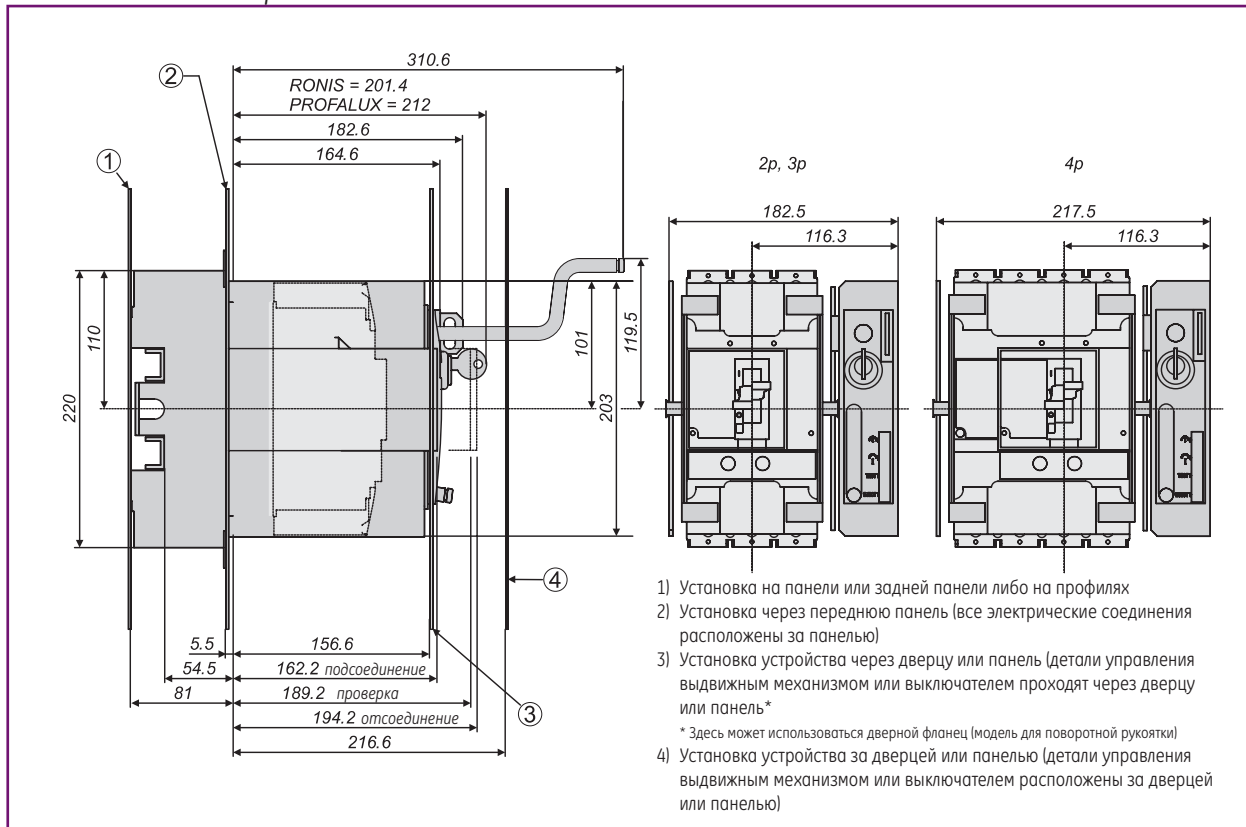 310.6
2
RONIS = 201.4
PROFALUX = 212
182.6
164.6
1
2p, 3p
4p
182.5
217.5
116.3
116.3
110
220
101
119.5
203
4
5.5
156.6
54.5
162.2 подсоединение
81
189.2 проверка
3
194.2 отсоединение
216.6
1) Установка на панели или задней панели либо на профилях
2) Установка через переднюю панель (все электрические соединения
расположены за панелью)
3) Установка устройства через дверцу или панель (детали управления
выдвижным механизмом или выключателем проходят через дверцу
или панель*
* Здесь может использоваться дверной фланец (модель для поворотной рукоятки)
4) Установка устройства за дверцей или панелью (детали управления
выдвижным механизмом или выключателем расположены за дверцей
или панелью)